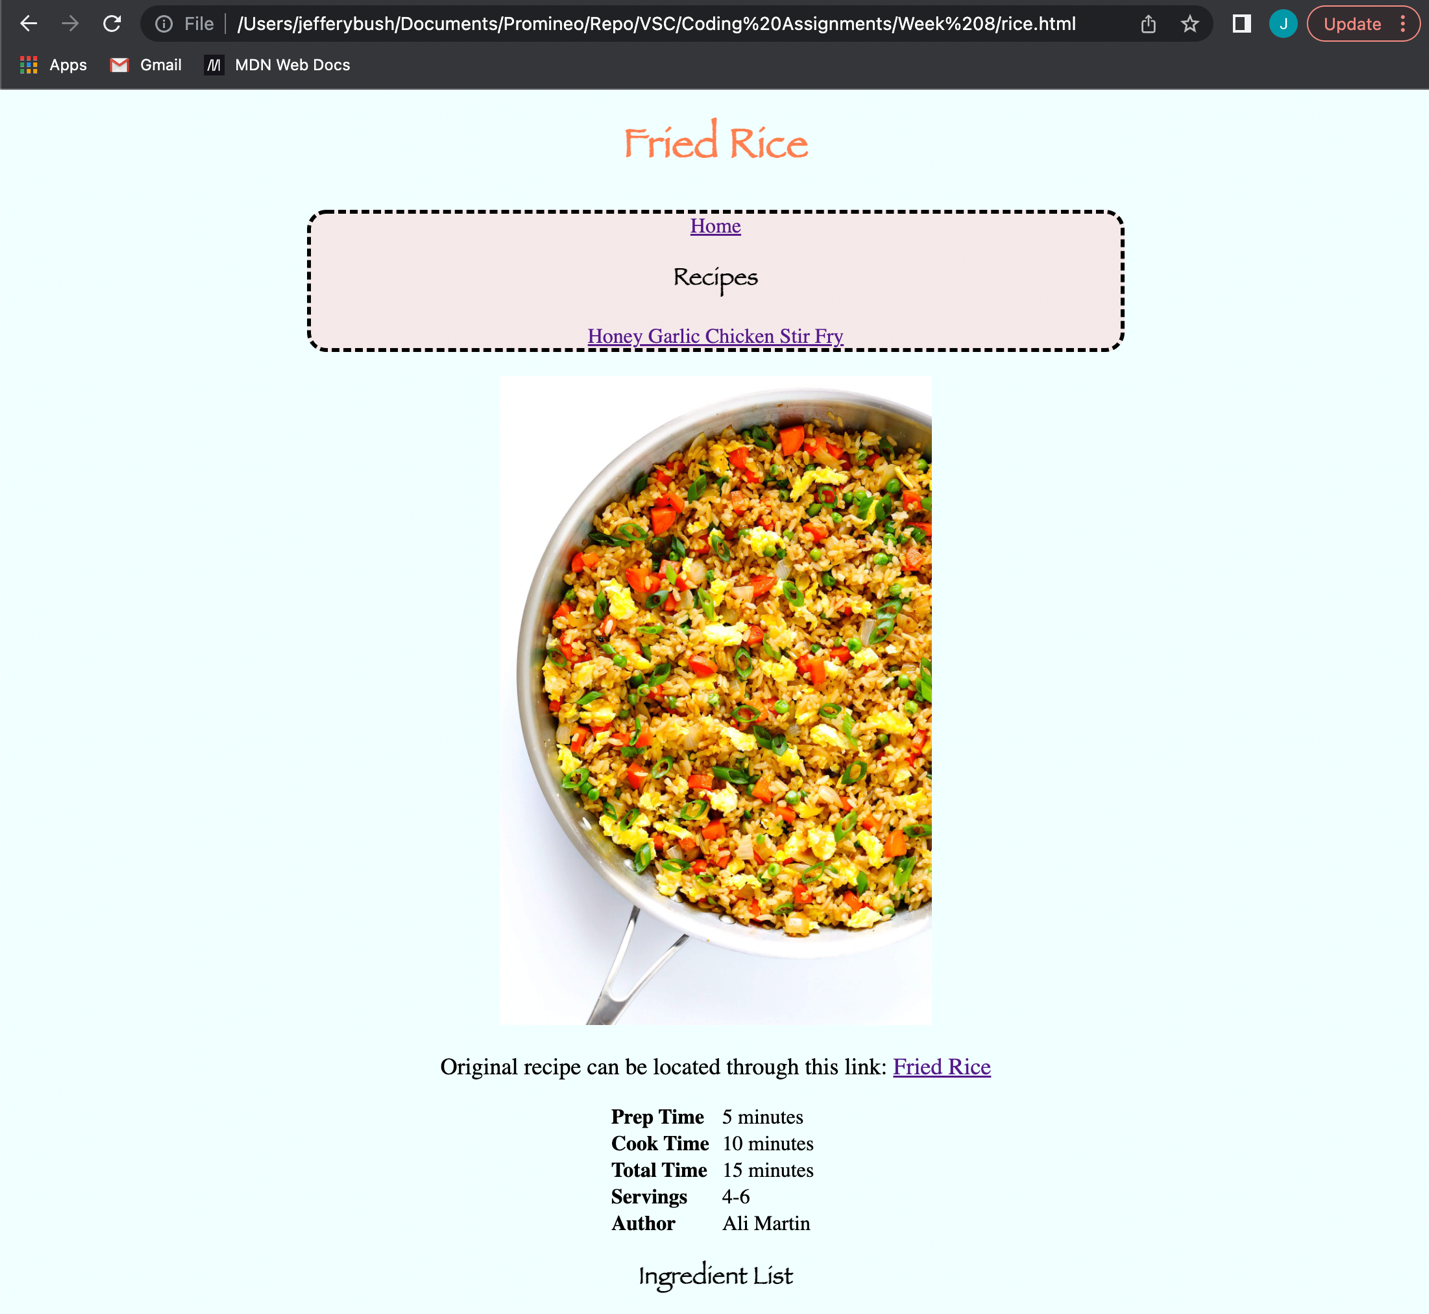 File /Users/jefferybush/Documents/Promineo/Repo/VSC/Coding%20Assignments/Week%208/rice.html J Update
Apps Gmail MDN Web Docs
Fried Rice
Home
Recipes
Honey Garlic Chicken Stir Fry
Original recipe can be located through this link: Fried Rice
Prep Time 5 minutes
Cook Time 10 minutes
Total Time 15 minutes
Servings 4-6
Author Ali Martin
Ingredient List